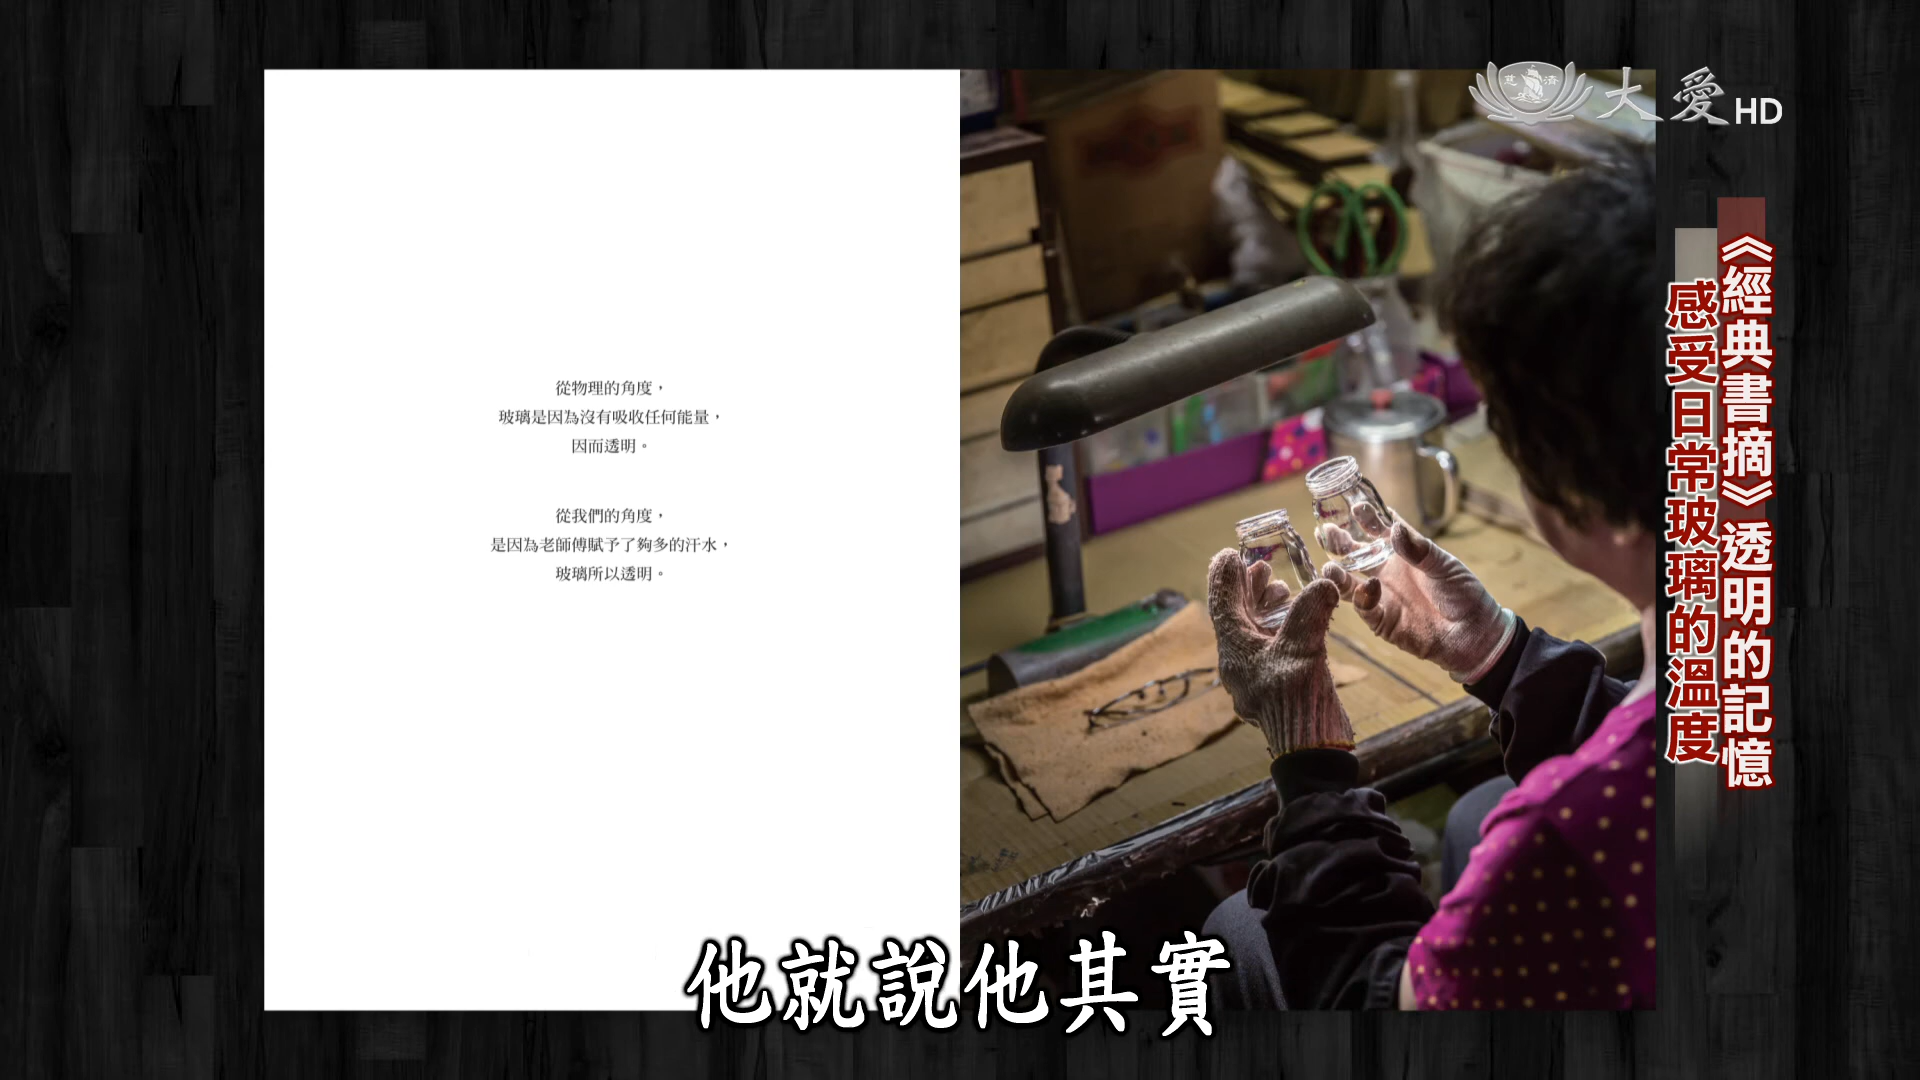 大愛HD
從物理的角度，
玻璃是因為沒有吸收任何能量，
因而透明。
從我們的角度，
是因為老師傅賦予了夠多的汗水，
玻璃所以透明。
《經典書摘》透明的記憶
感受日常玻璃的溫度
他就說他其實